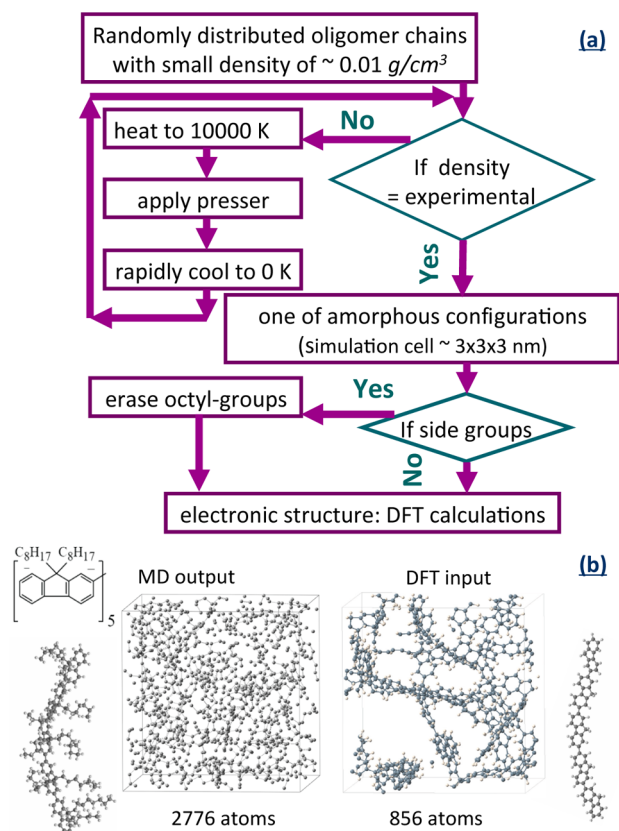 Randomly distributed oligomer chains
with small density of ~ 0.01 g/cm³
(a)
No
heat to 10000 K
If density
= experimental
apply presser
rapidly cool to 0 K
Yes
one of amorphous configurations
(simulation cell ~ 3x3x3 nm)
Yes
erase octyl-groups
If side groups
No
electronic structure: DFT calculations
C8H17 C8H17
(b)
MD output
DFT input
5
2776 atoms
856 atoms